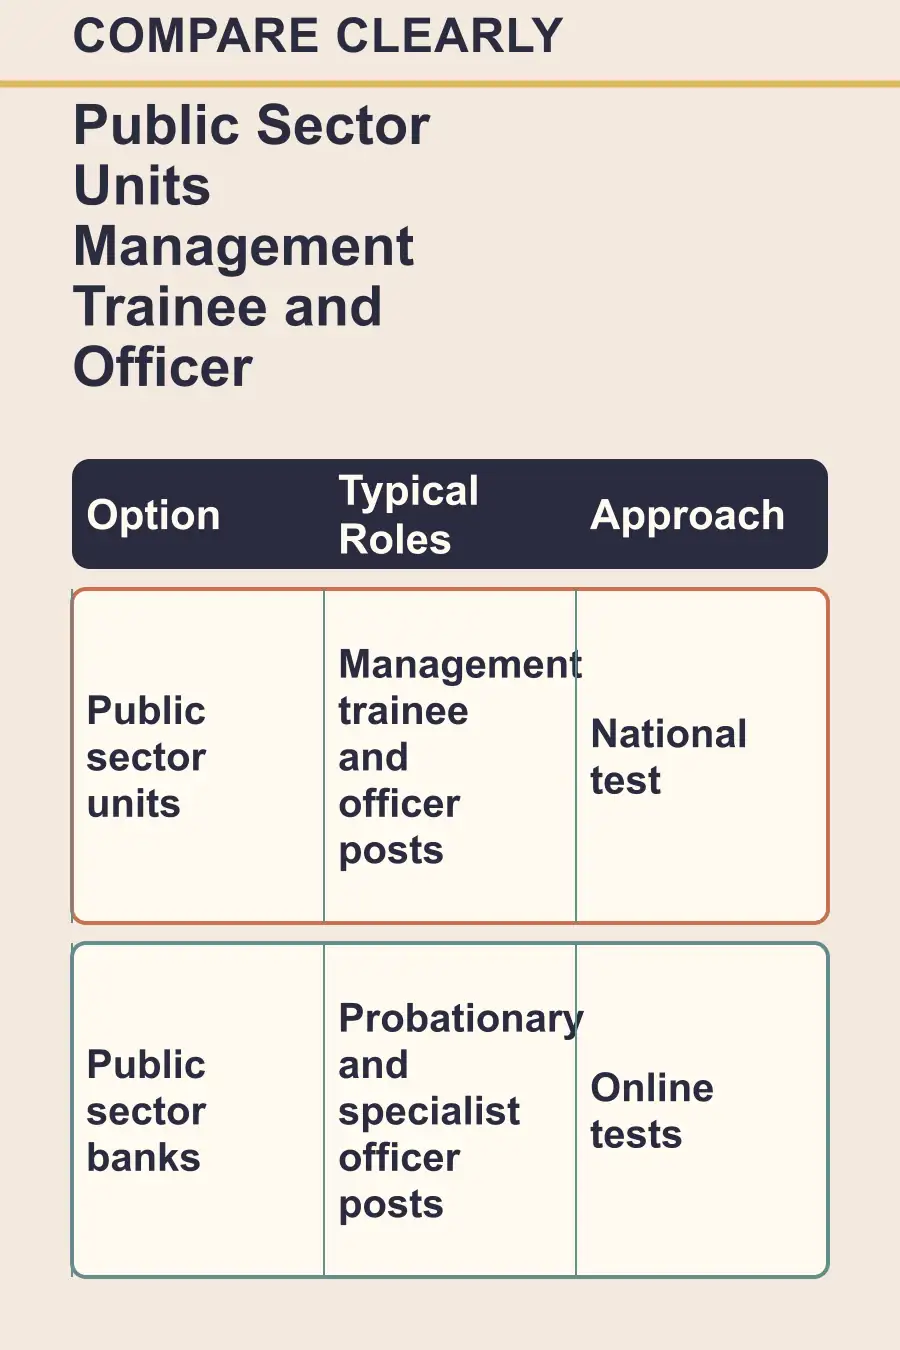 COMPARE CLEARLY
Public Sector
Units
Management
Trainee and
Officer
Option
Typical
Roles
Approach
Public
sector
units
Management
trainee
and
officer
posts
National
test
Public
sector
banks
Probationary
and
specialist
officer
posts
Online
tests